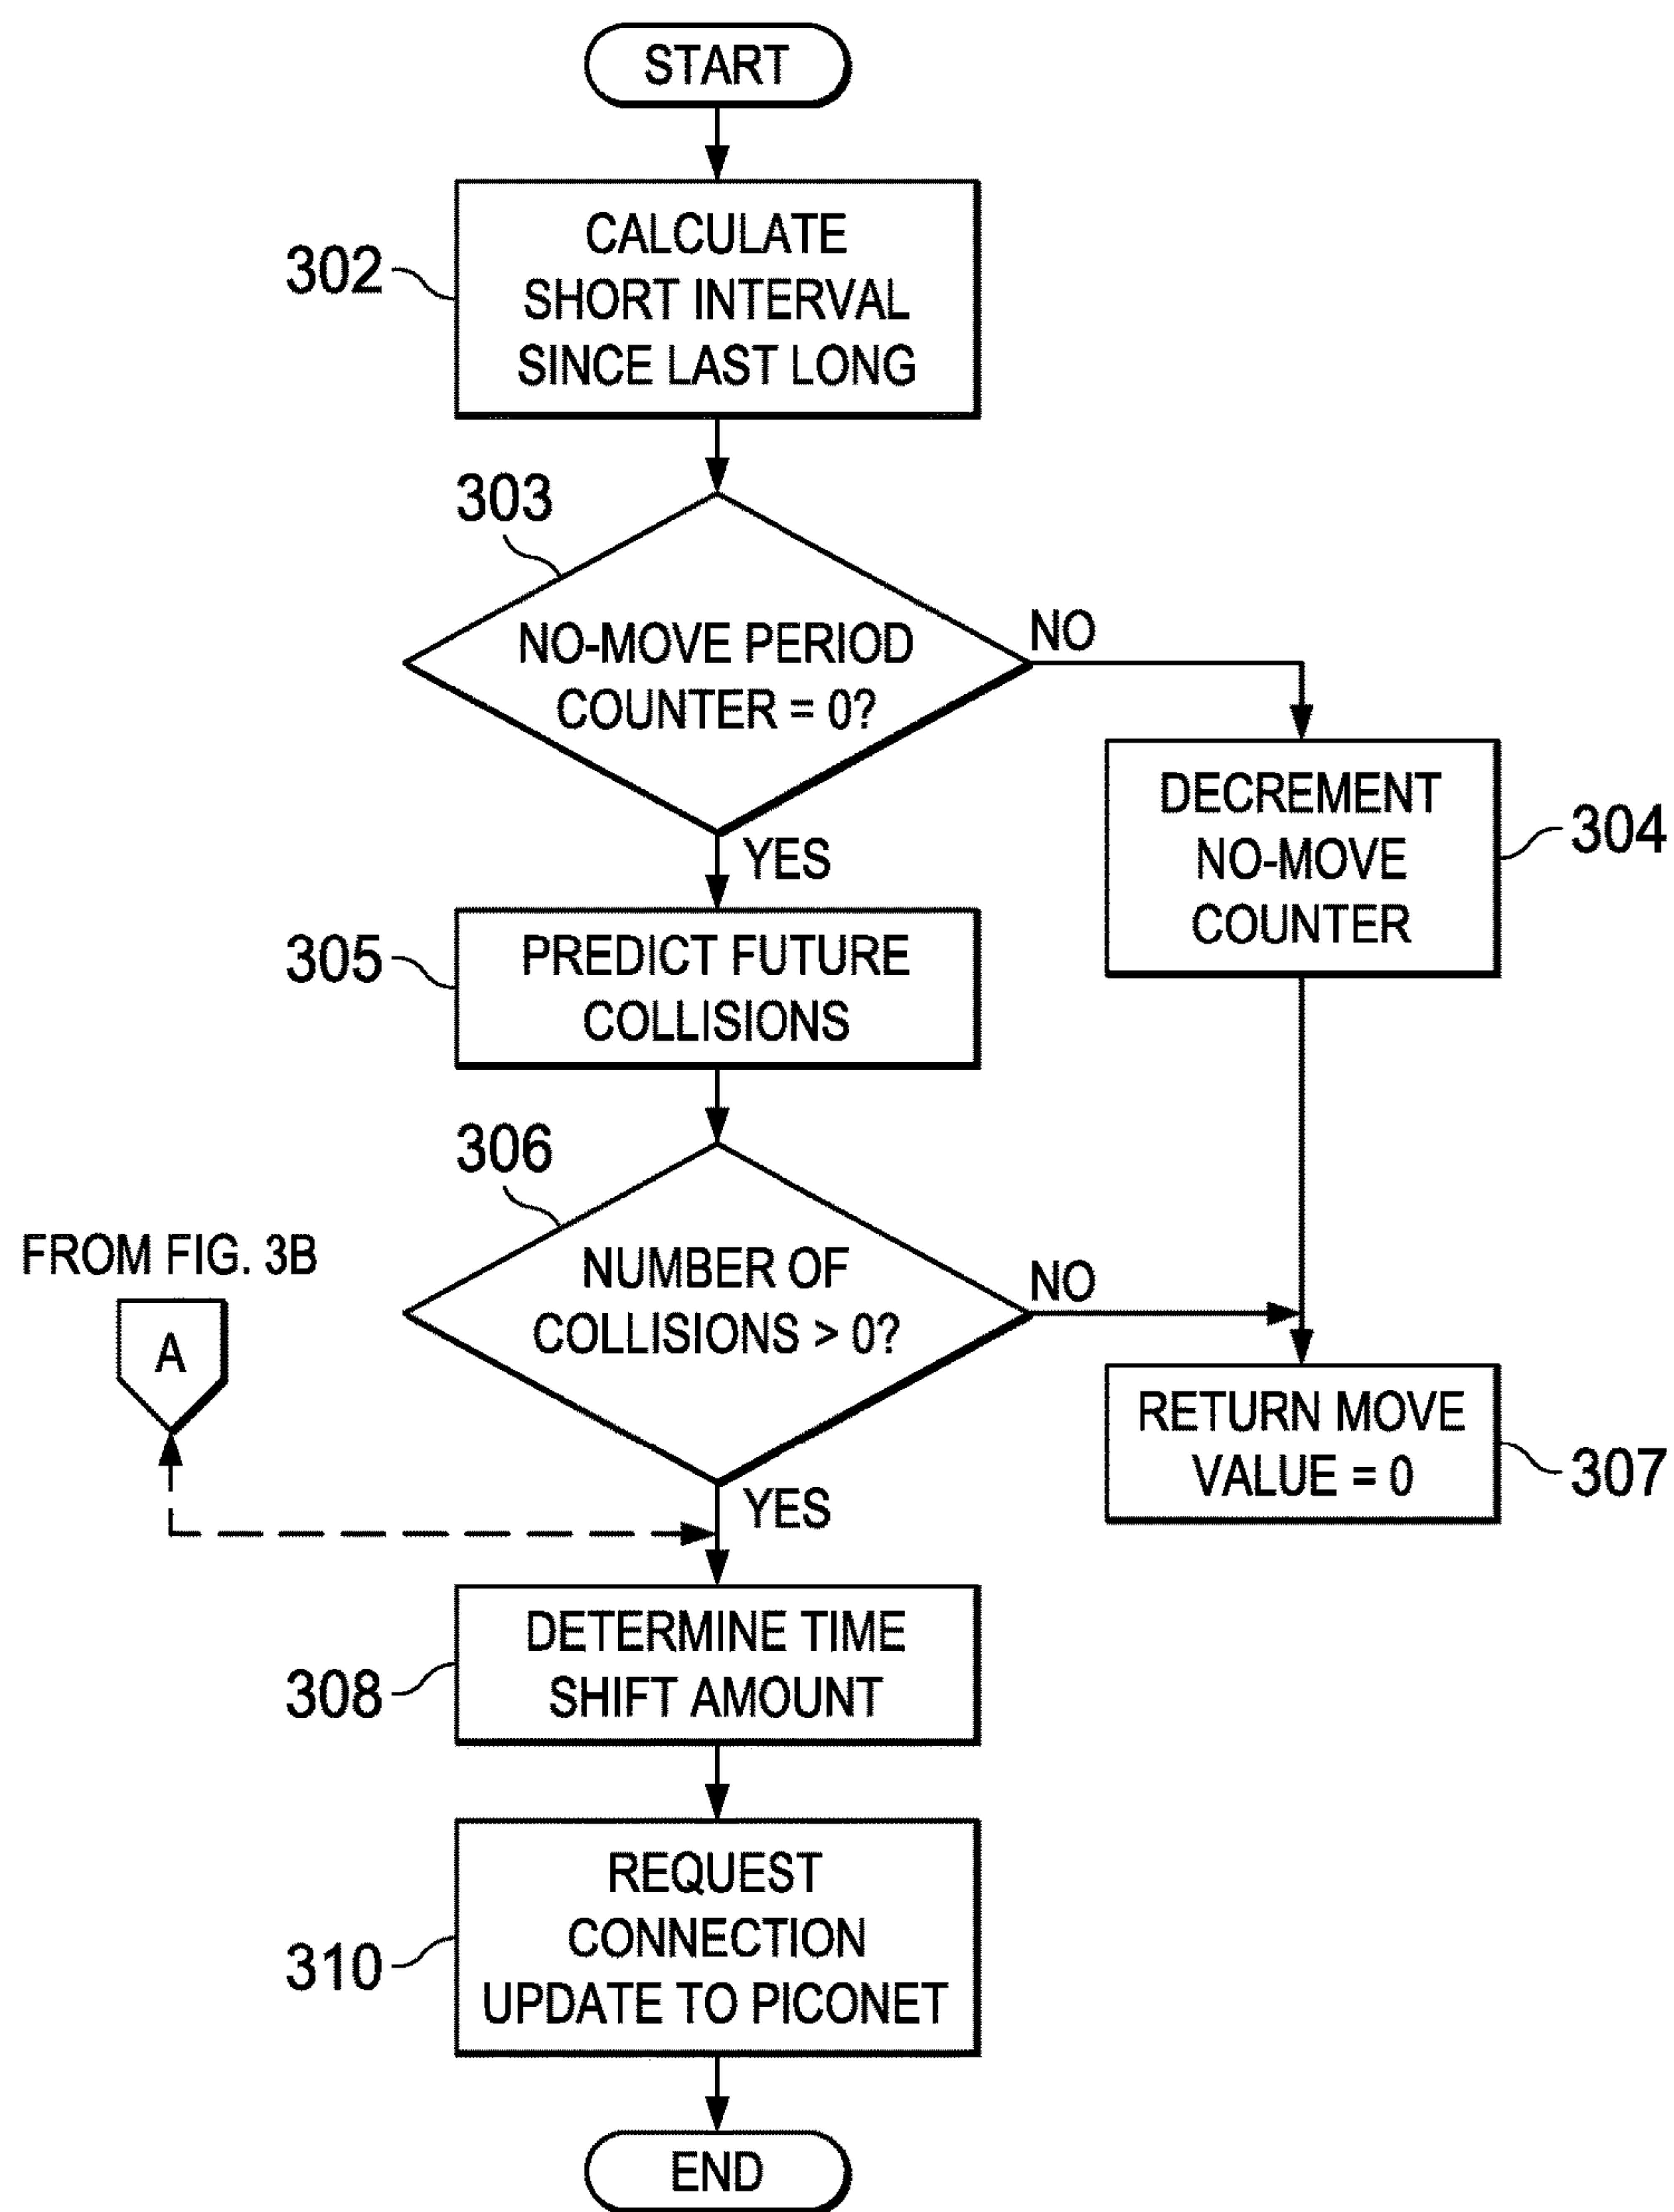 START
302
CALCULATE
SHORT INTERVAL
SINCE LAST LONG
303
NO-MOVE PERIOD
COUNTER = 0?
NO
YES
DECREMENT
NO-MOVE
COUNTER
304
305
PREDICT FUTURE
COLLISIONS
306
NUMBER OF
COLLISIONS > 0?
NO
YES
FROM FIG. 3B
A
RETURN MOVE
VALUE = 0
307
308
DETERMINE TIME
SHIFT AMOUNT
310
REQUEST
CONNECTION
UPDATE TO PICONET
END